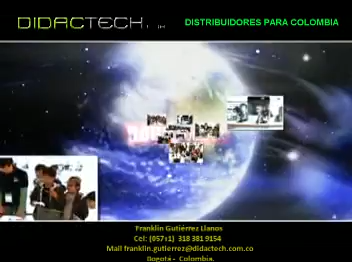 DIDACTECH
DISTRIBUIDORES PARA COLOMBIA
Franklin Gutiérrez Llanos
Cel: (057+1) 318 381 9154
Mail franklin.gutierrez@didactech.com.co
Bogotá - Colombia.